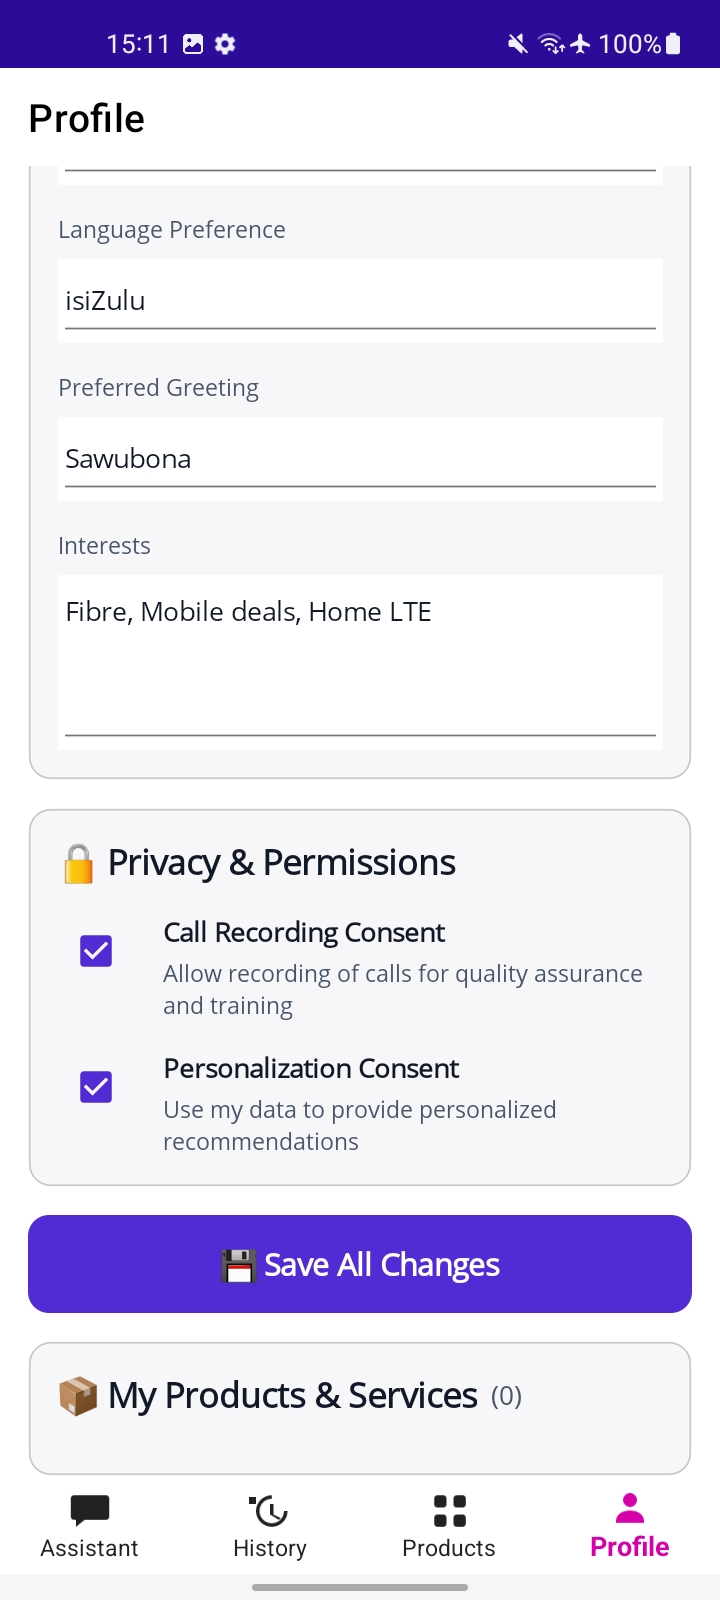 15:11
100%
Profile
Language Preference
isiZulu
Preferred Greeting
Sawubona
Interests
Fibre, Mobile deals, Home LTE
Privacy & Permissions
Call Recording Consent
Allow recording of calls for quality assurance
and training
Personalization Consent
Use my data to provide personalized
recommendations
Save All Changes
My Products & Services (0)
Assistant
History
Products
Profile